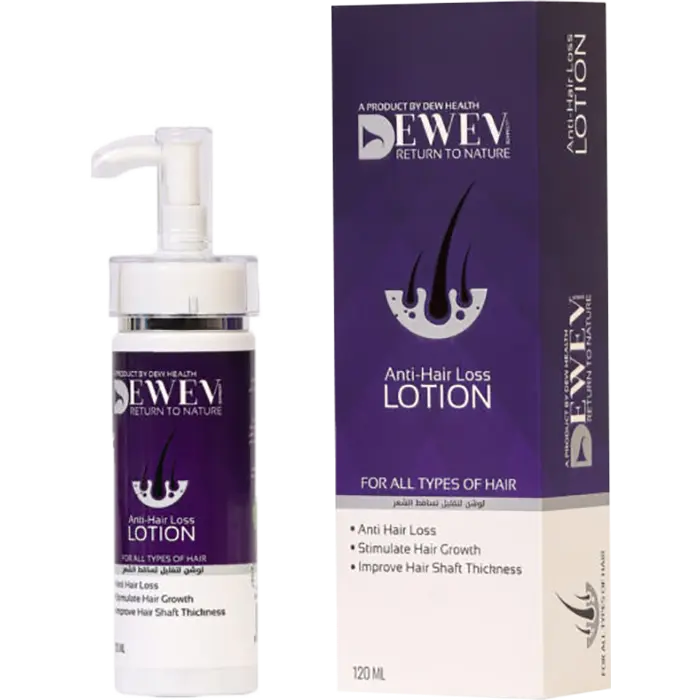 A PRODUCT BY DEW HEALTH
DEWEV
RETURN TO NATURE
Anti-Hair Loss
LOTION
FOR ALL TYPES OF HAIR
لوشن لتقليل تساقط الشعر
• Anti Hair Loss
• Stimulate Hair Growth
• Improve Hair Shaft Thickness
120 ML
Anti-Hair Loss
LOTION
A PRODUCT BY DEW HEALTH
DEWEV
RETURN TO NATURE
FOR ALL TYPES OF HAIR
A PRODUCT BY DEW HEALTH
DEWEV
RETURN TO NATURE
Anti-Hair Loss
LOTION
FOR ALL TYPES OF HAIR
لوشن لتقليل تساقط الشعر
Anti Hair Loss
Stimulate Hair Growth
Improve Hair Shaft Thickness
120 ML